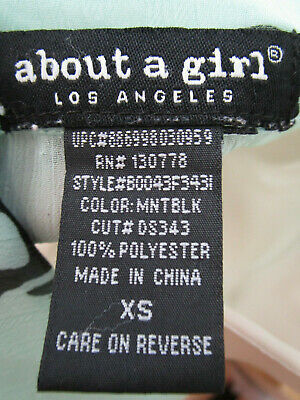 about a girl®
LOS ANGELES
UPC#886998030959
RN# 130778
STYLE#B0043F343I
COLOR: MNTBLK
CUT# DS343
100% POLYESTER
MADE IN CHINA
XS
CARE ON REVERSE